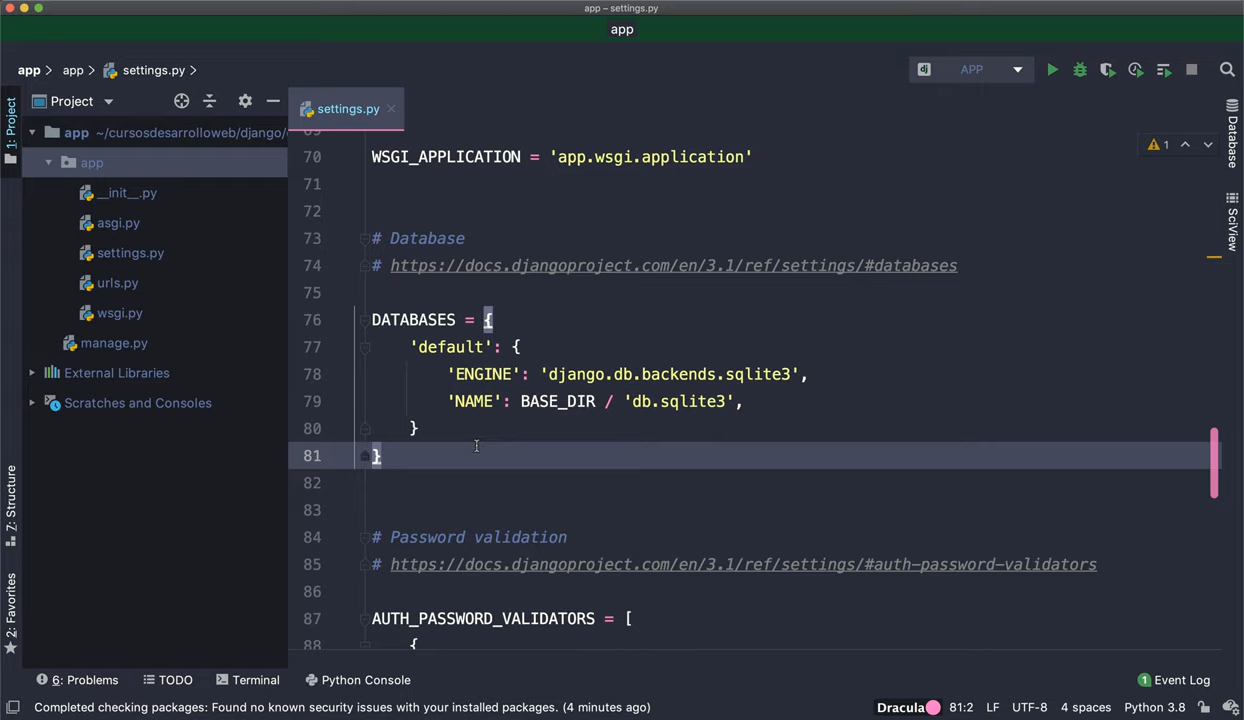 app – settings.py
app
app
app
settings.py
APP
1: Project
Project
settings.py
app ~/cursosdesarrolloweb/django/
app
__init__.py
asgi.py
settings.py
urls.py
wsgi.py
manage.py
External Libraries
Scratches and Consoles
70 WSGI_APPLICATION = 'app.wsgi.application'
71
72
73 # Database
74 # https://docs.djangoproject.com/en/3.1/ref/settings/#databases
75
76 DATABASES = {
77 'default': {
78 'ENGINE': 'django.db.backends.sqlite3',
79 'NAME': BASE_DIR / 'db.sqlite3',
80 }
81 }
82
83
84 # Password validation
85 # https://docs.djangoproject.com/en/3.1/ref/settings/#auth-password-validators
86
87 AUTH_PASSWORD_VALIDATORS = [
88 {
1
Database
SciView
7: Structure
2: Favorites
6: Problems
TODO
Terminal
Python Console
1 Event Log
Completed checking packages: Found no known security issues with your installed packages. (4 minutes ago)
Dracula
81:2
LF
UTF-8
4 spaces
Python 3.8